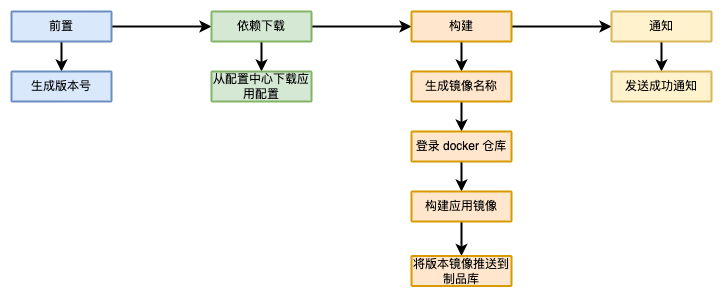 前置
依赖下载
构建
通知
生成版本号
从配置中心下载应
用配置
生成镜像名称
发送成功通知
登录 docker 仓库
构建应用镜像
将版本镜像推送到
制品库